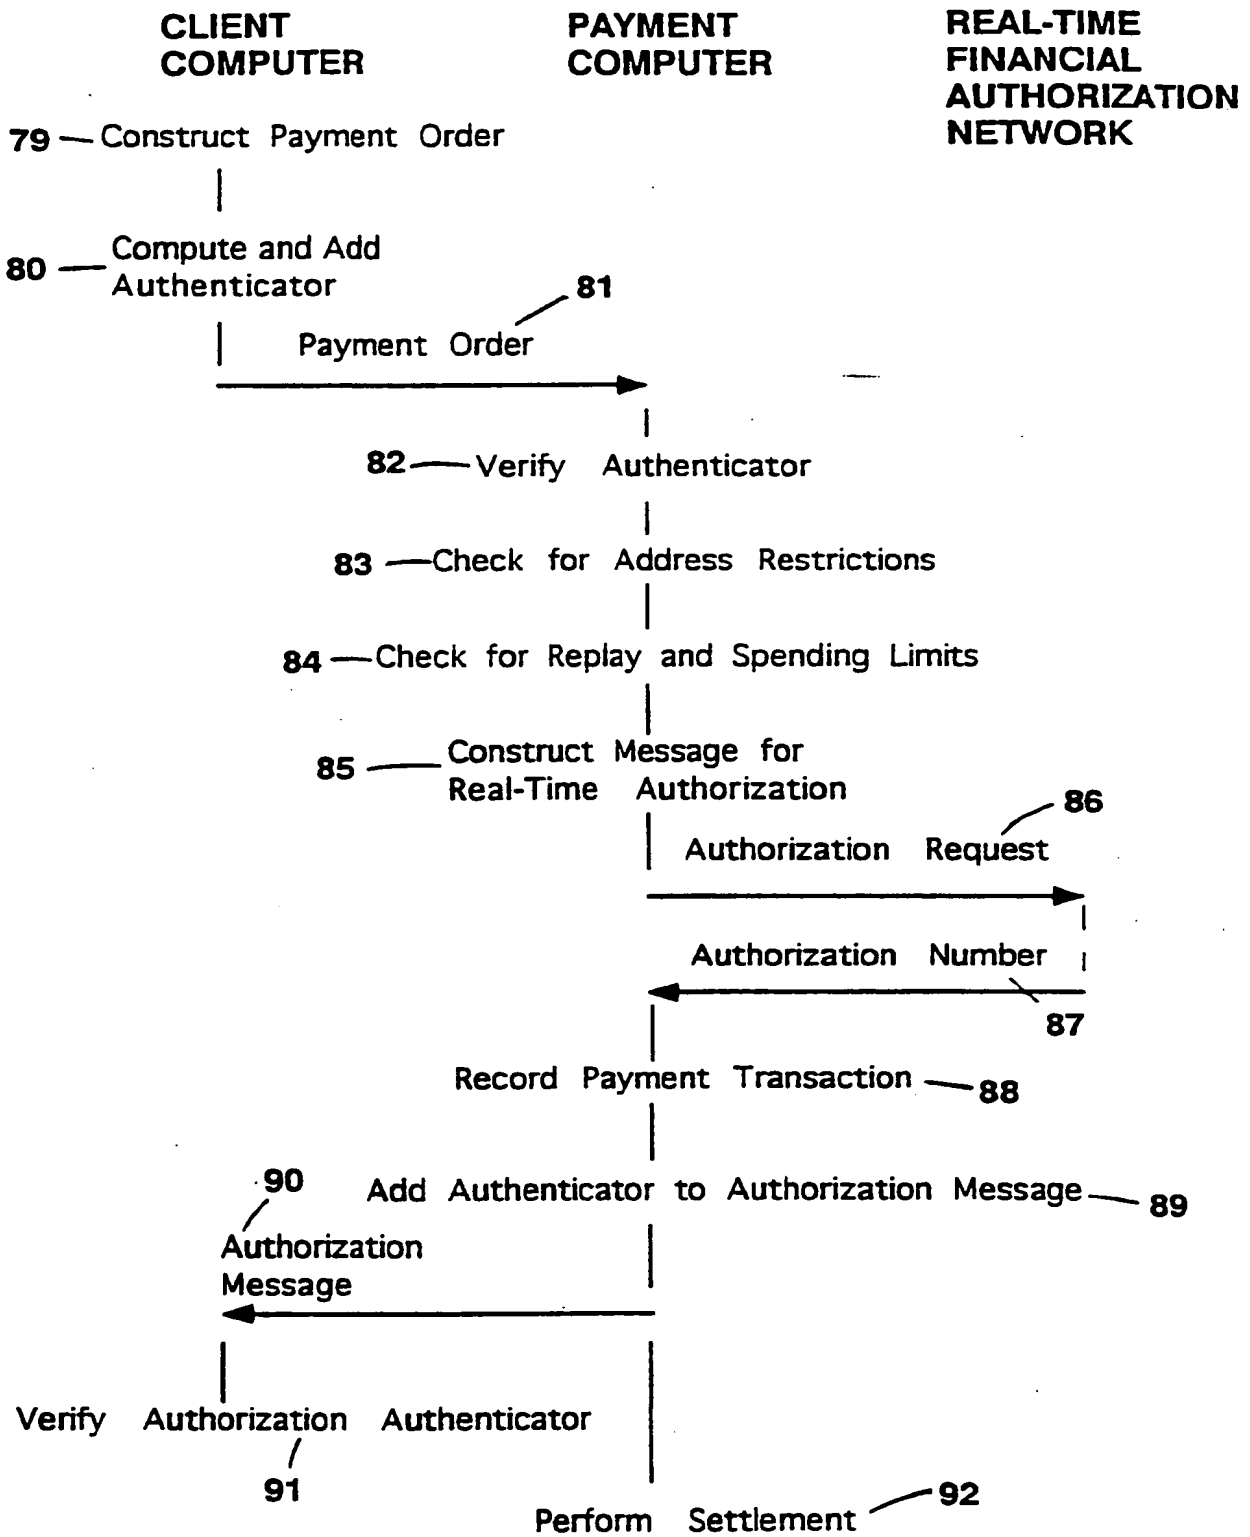 CLIENT
COMPUTER
PAYMENT
COMPUTER
REAL-TIME
FINANCIAL
AUTHORIZATION
NETWORK
79 Construct Payment Order
80 Compute and Add
Authenticator
81
Payment Order
82 Verify Authenticator
83 Check for Address Restrictions
84 Check for Replay and Spending Limits
85 Construct Message for
Real-Time Authorization
86
Authorization Request
Authorization Number
87
Record Payment Transaction 88
Add Authenticator to Authorization Message 89
90
Authorization
Message
Verify Authorization Authenticator
91
Perform Settlement 92